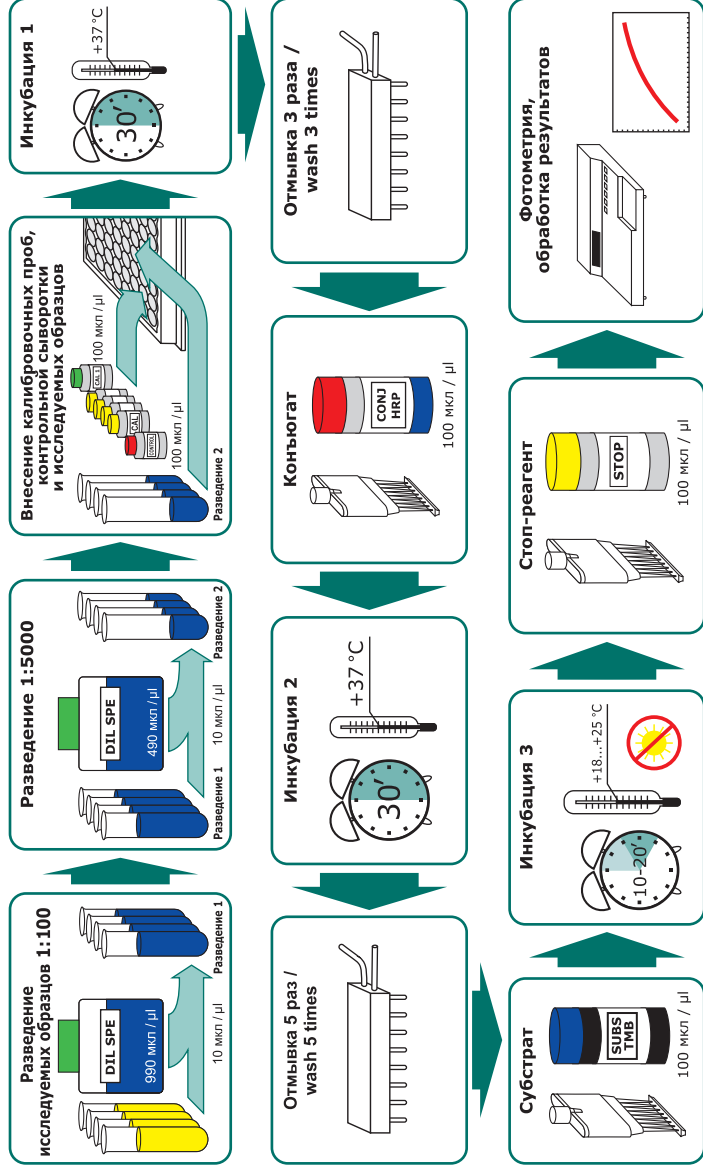 Разведение
исследуемых образцов 1:100
DIL SPE
990 мкл / µl
10 мкл / µl
Разведение 1
Разведение 1:5000
DIL SPE
490 мкл / µl
Разведение 1
10 мкл / µl
Разведение 2
Внесение калибровочных проб,
контрольной сыворотки
и исследуемых образцов
CAL 1
CAL
CONTROL
100 мкл / µl
100 мкл / µl
Разведение 2
Инкубация 1
30′
+37 °C
Отмывка 3 раза /
wash 3 times
Конъюгат
CONJ
HRP
100 мкл / µl
Инкубация 2
30′
+37 °C
Отмывка 5 раз /
wash 5 times
Субстрат
SUBS
TMB
100 мкл / µl
Инкубация 3
10-20′
+18...+25 °C
Стоп-реагент
STOP
100 мкл / µl
Фотометрия,
обработка результатов